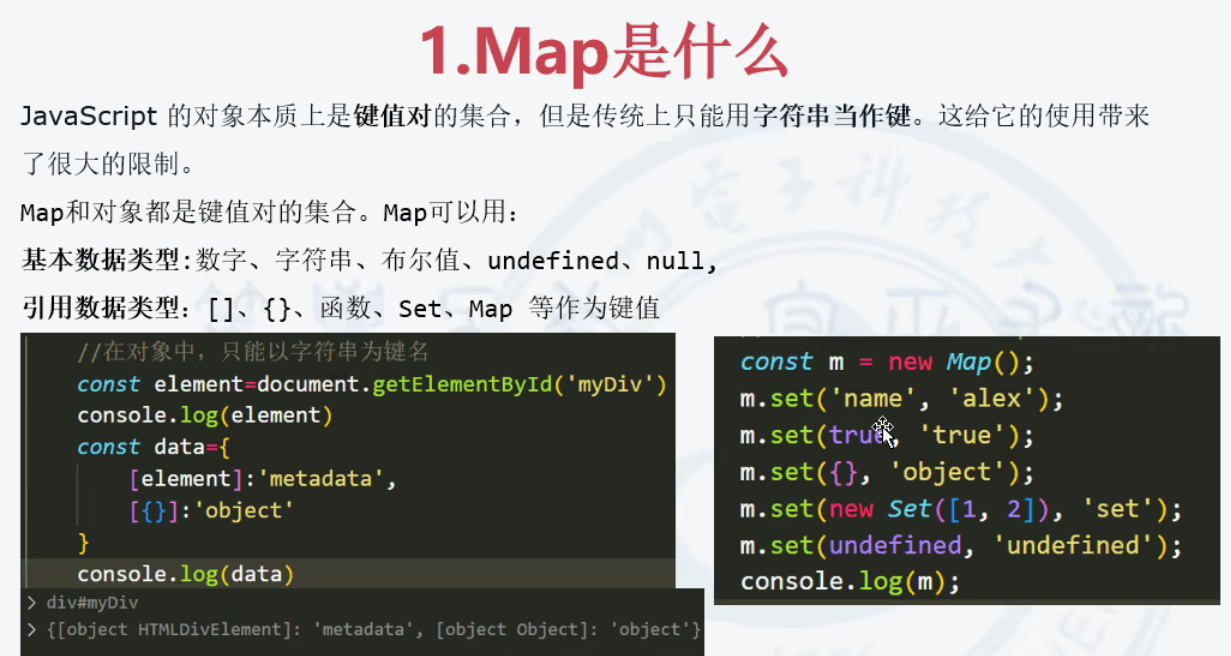 1.Map是什么
JavaScript 的对象本质上是键值对的集合，但是传统上只能用字符串当作键。这给它的使用带来
了很大的限制。
Map和对象都是键值对的集合。Map可以用：
基本数据类型:数字、字符串、布尔值、undefined、null,
引用数据类型：[]、{}、函数、Set、Map 等作为键值
//在对象中，只能以字符串为键名
const element=document.getElementById('myDiv')
console.log(element)
const data={
[element]:'metadata',
[{}]:'object'
}
console.log(data)
> div#myDiv
> {[object HTMLDivElement]: 'metadata', [object Object]: 'object'}
const m = new Map();
m.set('name', 'alex');
m.set(true, 'true');
m.set({}, 'object');
m.set(new Set([1, 2]), 'set');
m.set(undefined, 'undefined');
console.log(m);